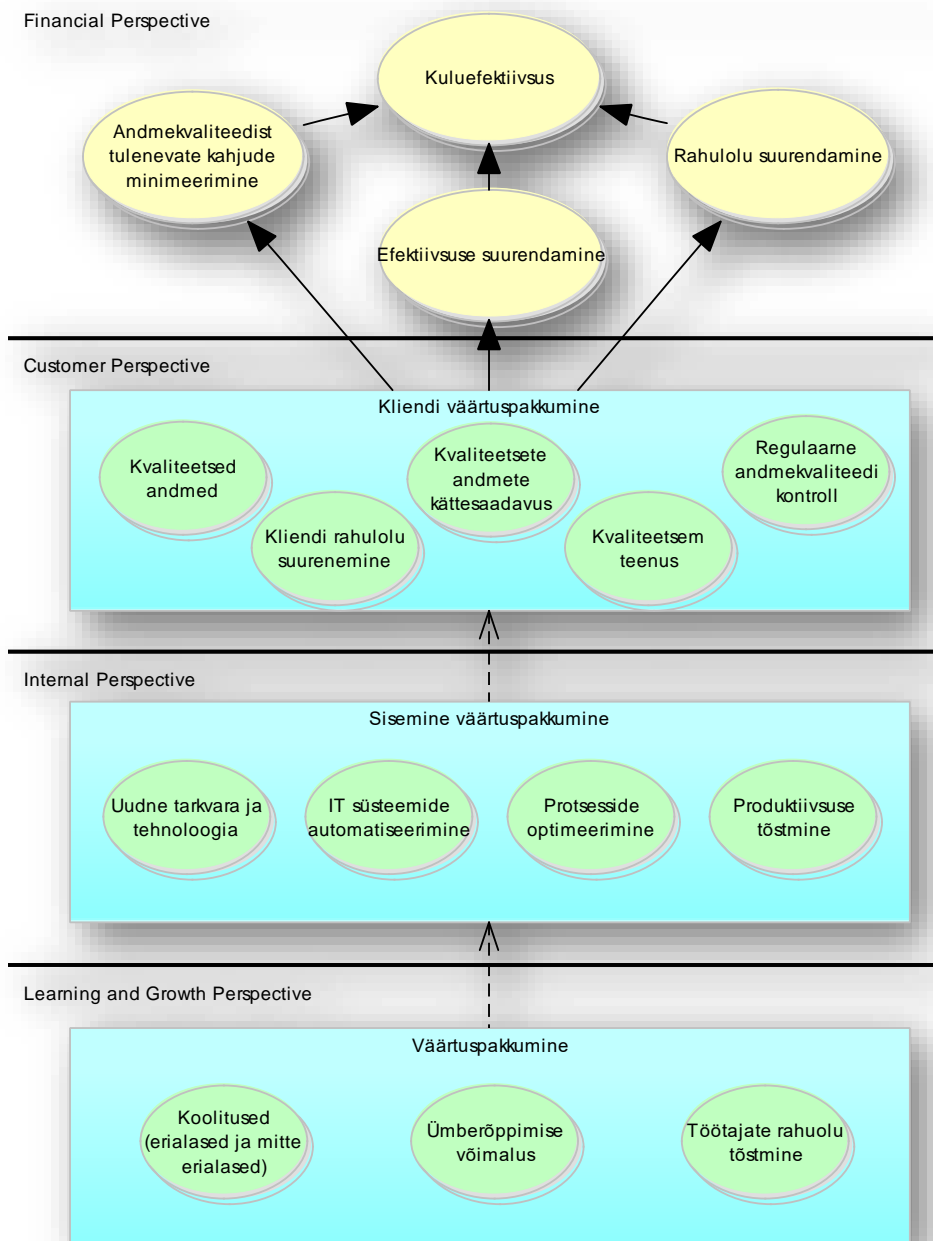 Financial Perspective
Kuluefektiivsus
Andmekvaliteedist
tulenevate kahjude
minimeerimine
Rahulolu suurendamine
Efektiivsuse suurendamine
Customer Perspective
Kliendi väärtuspakkumine
Kvaliteetsed
andmed
Kliendi rahulolu
suurenemine
Kvaliteetsete
andmete
kättesaadavus
Kvaliteetsem
teenus
Regulaarne
andmekvaliteedi
kontroll
Internal Perspective
Sisemine väärtuspakkumine
Uudne tarkvara ja
tehnoloogia
IT süsteemide
automatiseerimine
Protsesside
optimeerimine
Produktiivsuse
tõstmine
Learning and Growth Perspective
Väärtuspakkumine
Koolitused
(erialased ja mitte
erialased)
Ümberõppimise
võimalus
Töötajate rahuolu
tõstmine